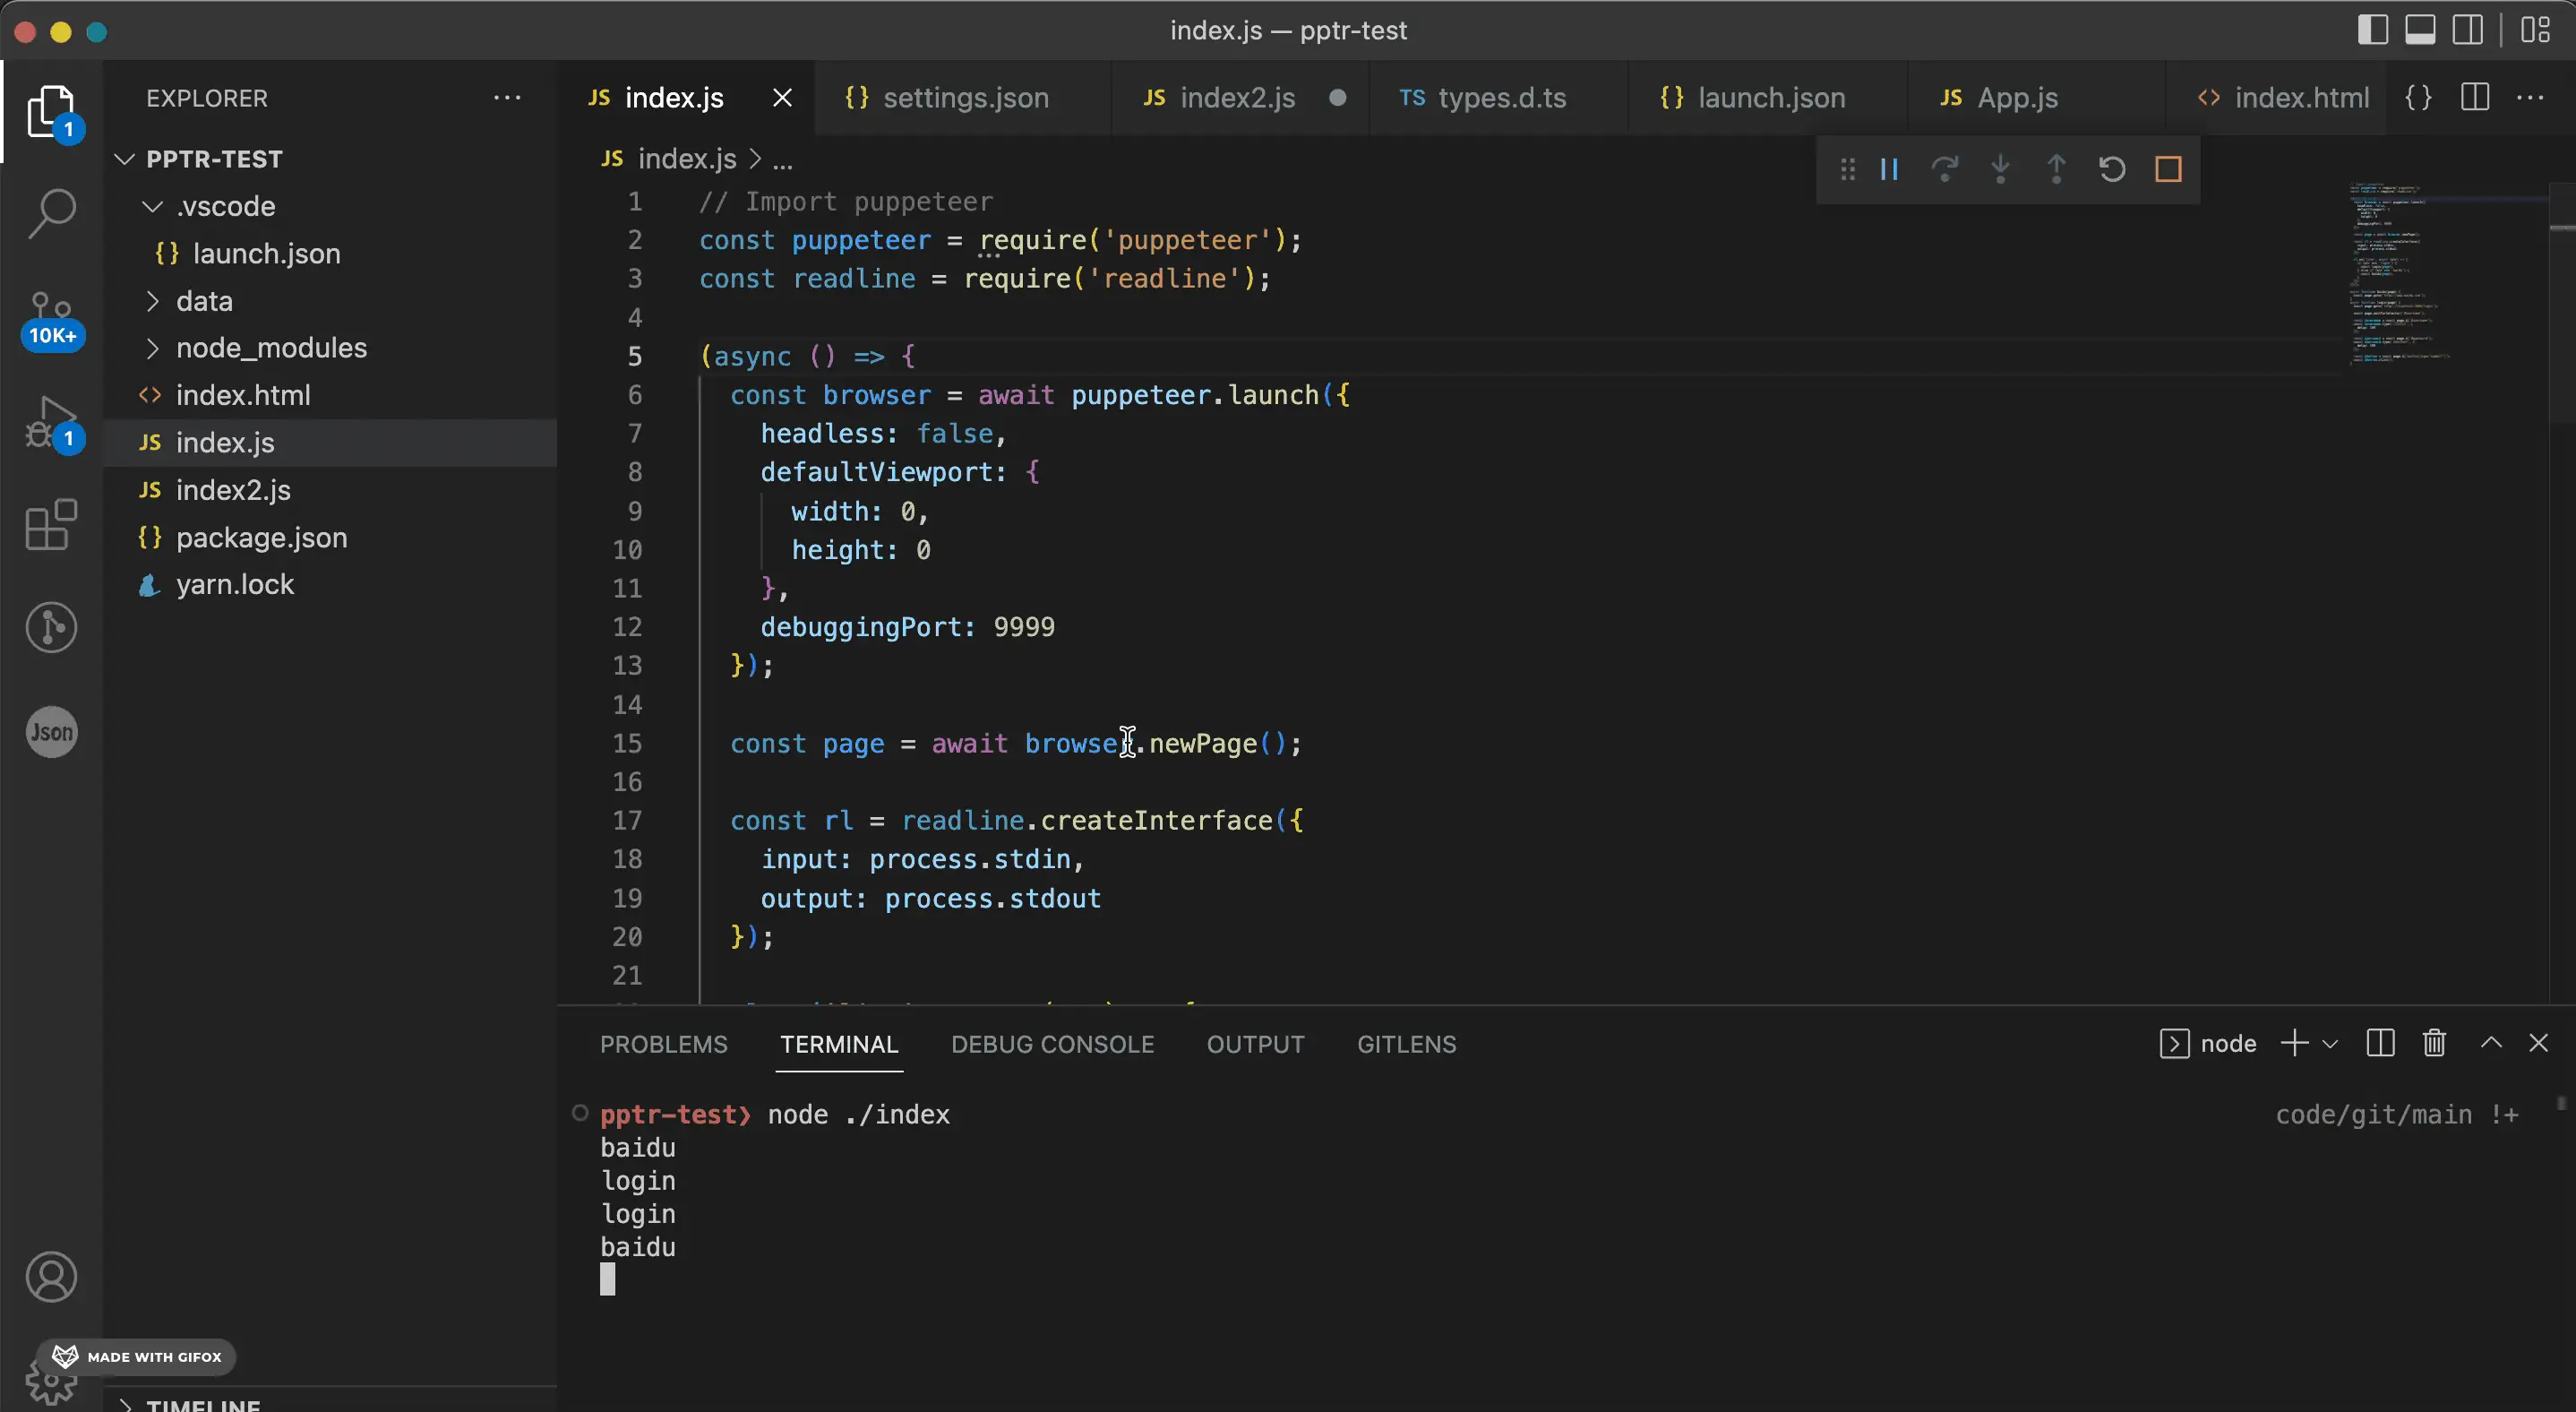 index.js — pptr-test
EXPLORER
1
PPTR-TEST
.vscode
{} launch.json
data
node_modules
<> index.html
JS index.js
JS index2.js
{} package.json
yarn.lock
10K+
1
Json
MADE WITH GIFOX
TIMELINE
JS index.js
{} settings.json
JS index2.js
TS types.d.ts
{} launch.json
JS App.js
<> index.html
{}
JS index.js > ...
1 // Import puppeteer
2 const puppeteer = require('puppeteer');
3 const readline = require('readline');
4
5 (async () => {
6 const browser = await puppeteer.launch({
7 headless: false,
8 defaultViewport: {
9 width: 0,
10 height: 0
11 },
12 debuggingPort: 9999
13 });
14
15 const page = await browser.newPage();
16
17 const rl = readline.createInterface({
18 input: process.stdin,
19 output: process.stdout
20 });
21
PROBLEMS TERMINAL DEBUG CONSOLE OUTPUT GITLENS
node
pptr-test❯ node ./index
code/git/main !+
baidu
login
login
baidu